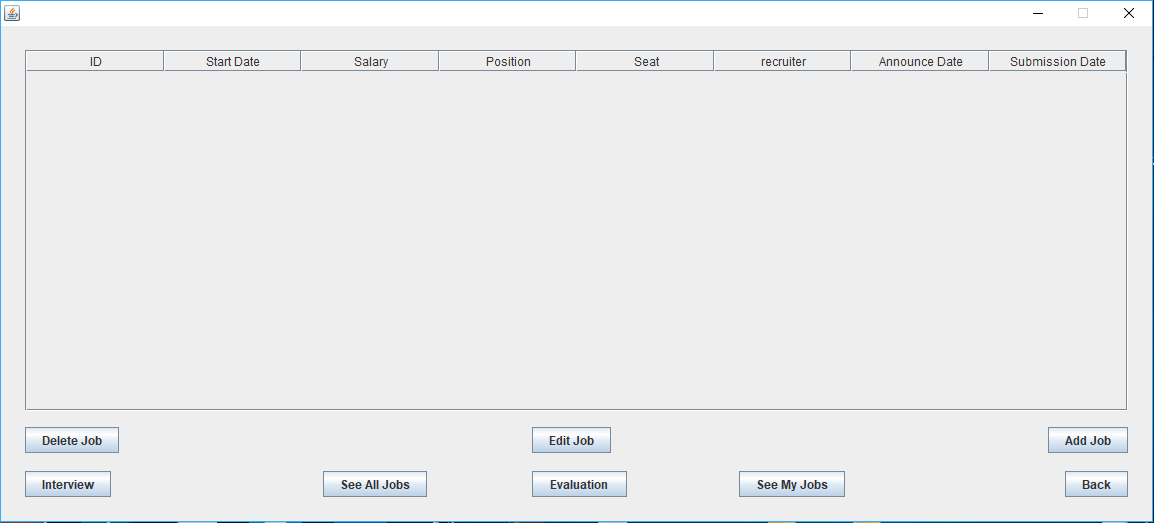 ID Start Date Salary Position Seat recruiter Announce Date Submission Date
Delete Job Edit Job Add Job
Interview See All Jobs Evaluation See My Jobs Back